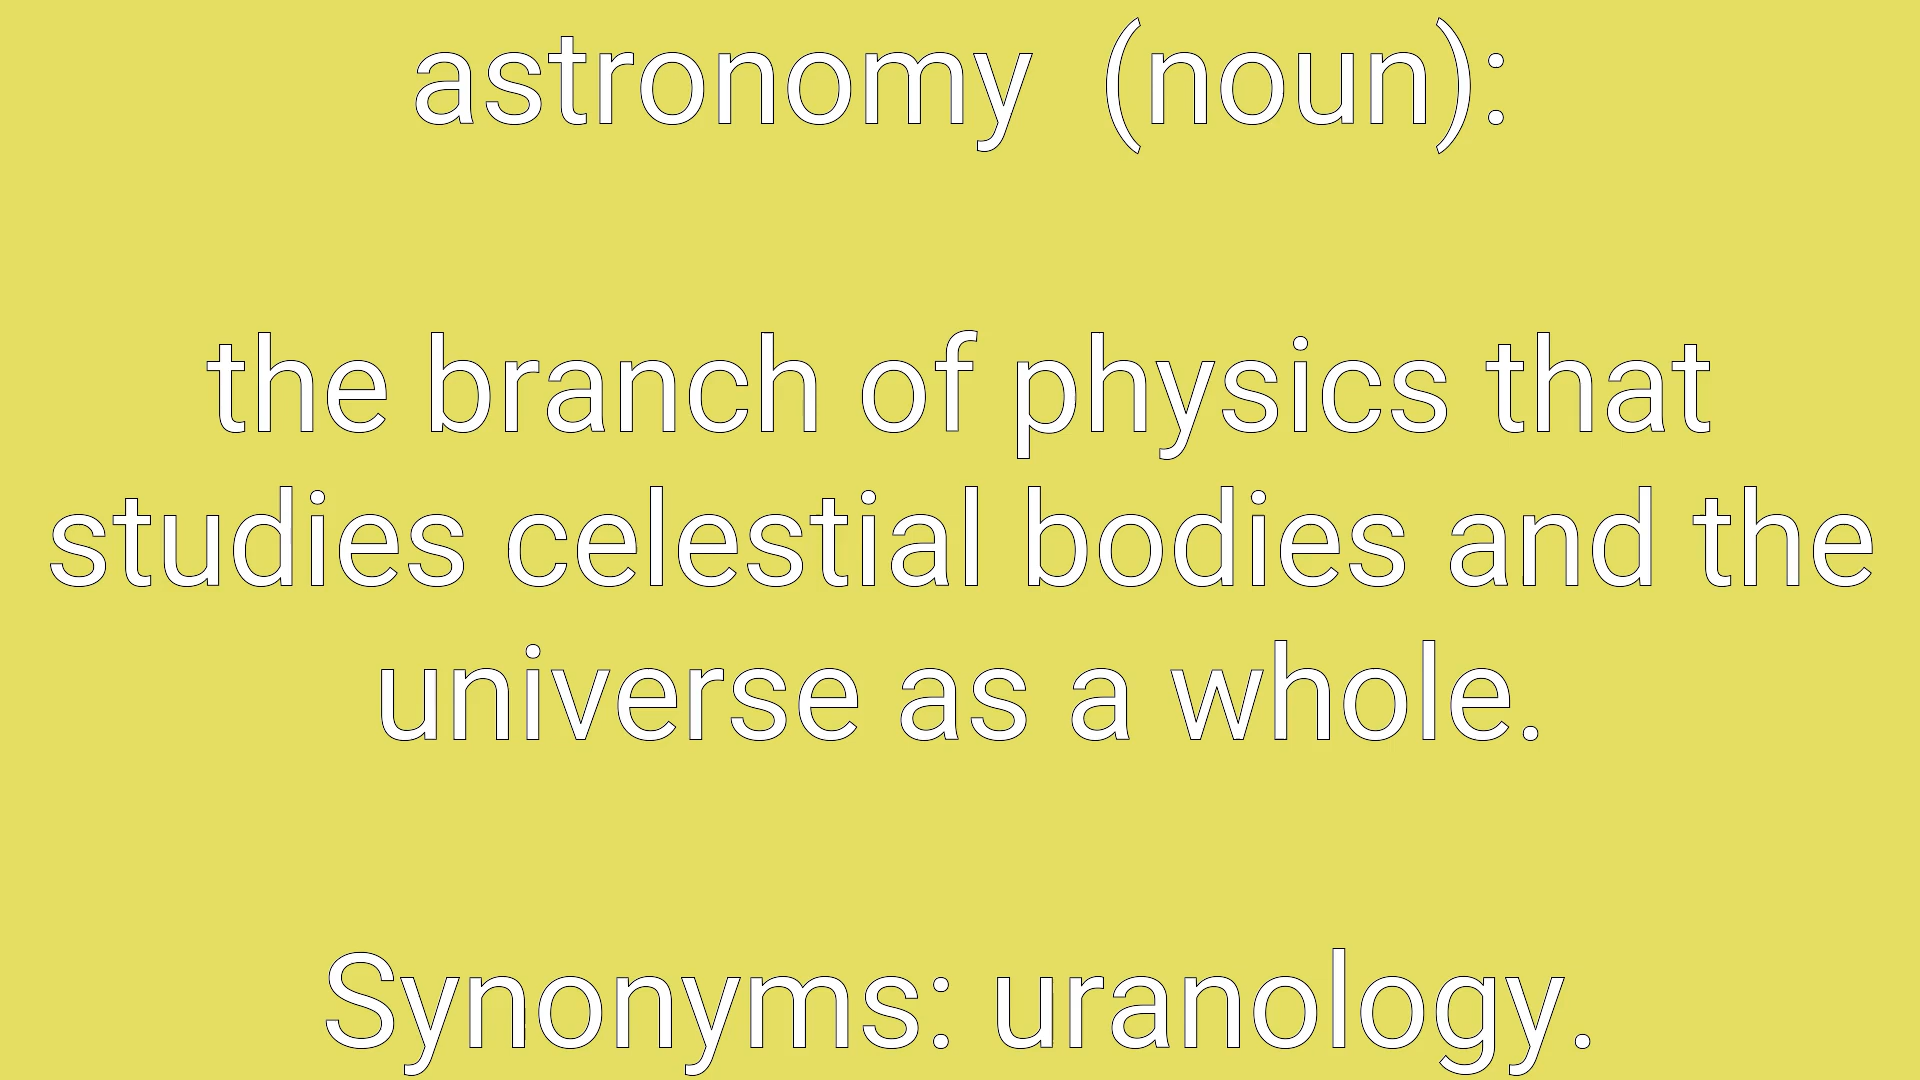 astronomy  (noun):
the branch of physics that
studies celestial bodies and the
universe as a whole.
Synonyms: uranology.